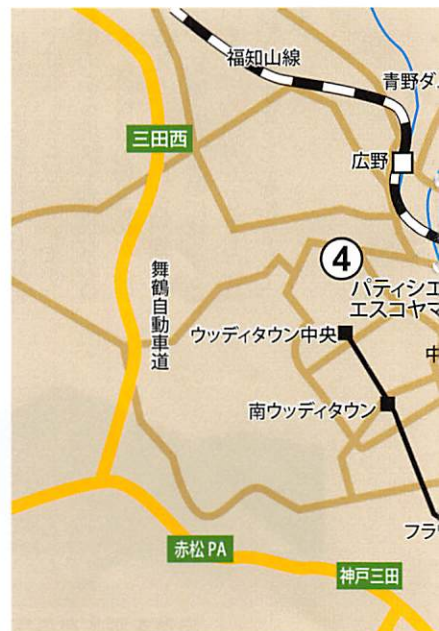 福知山線
青野ダム
三田西
広野
④
舞鶴自動車道
パティシエ
エスコヤマ
ウッディタウン中央
中
南ウッディタウン
フラワ
赤松PA
神戸三田